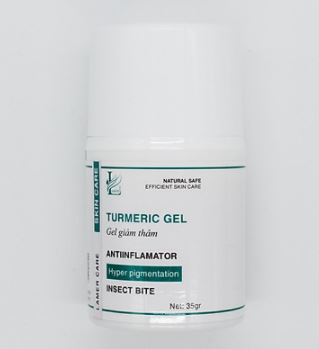 NATURAL SAFE
EFFICIENT SKIN CARE
TURMERIC GEL
Gel giảm thâm
ANTIINFLAMATOR
Hyper pigmentation
INSECT BITE
Net: 35gr
SKIN CARE
LAMER CARE